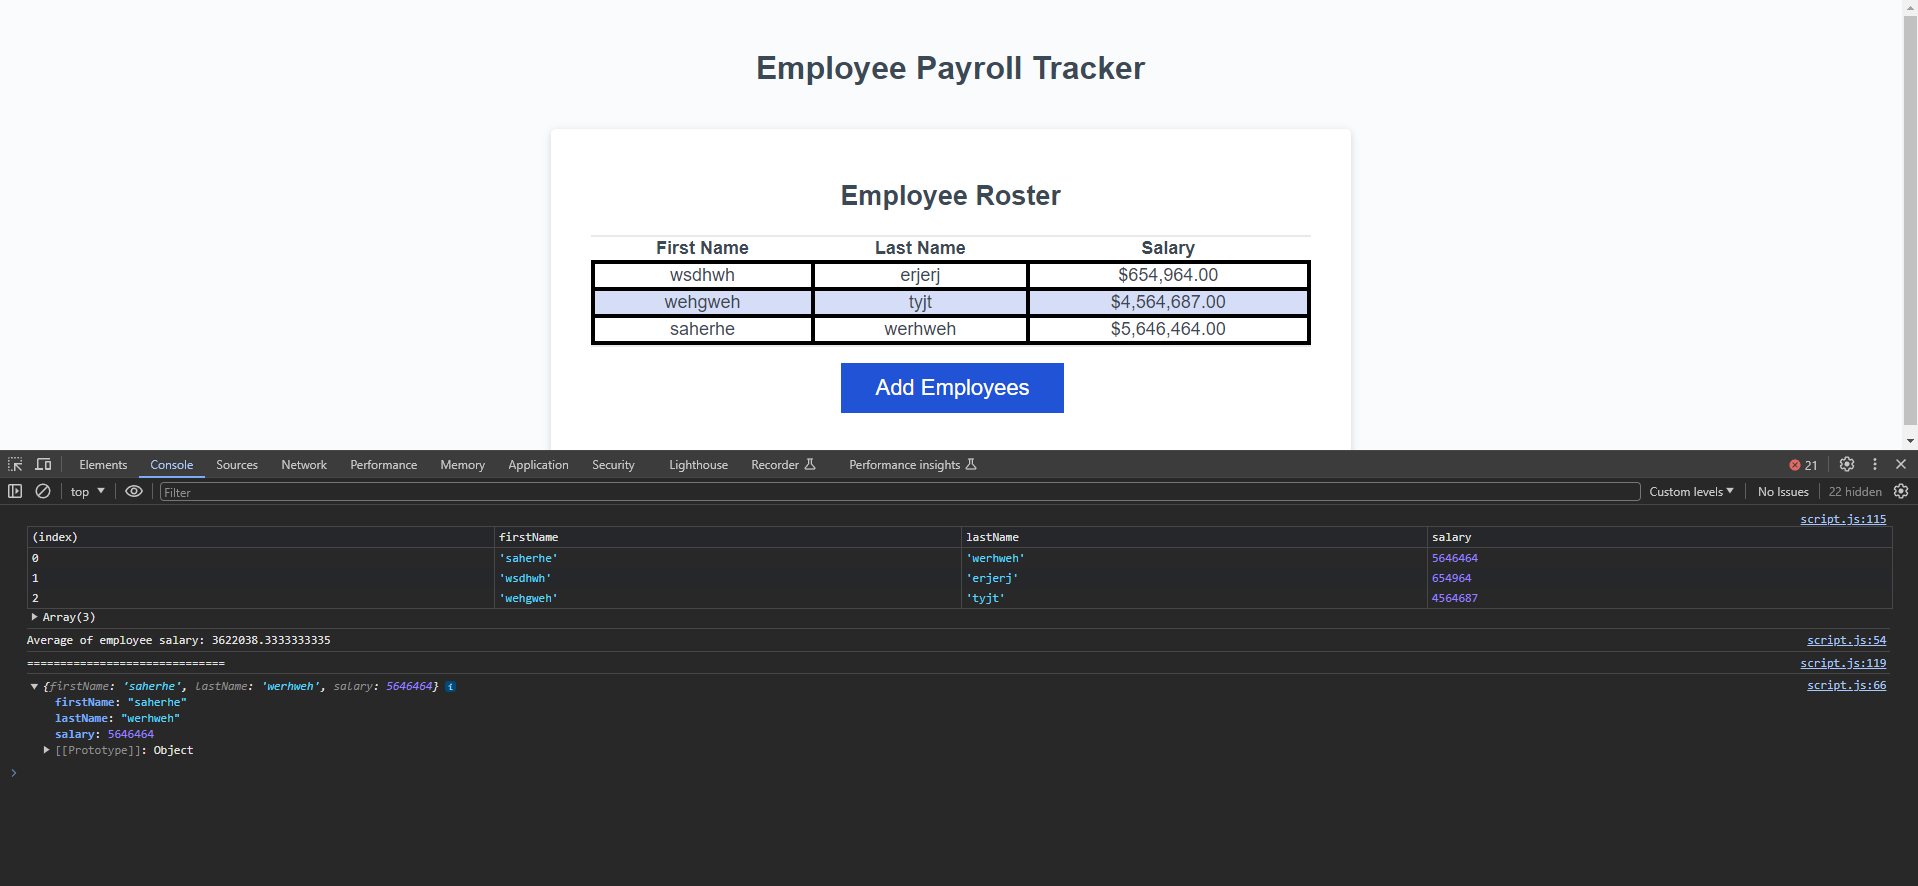 Employee Payroll Tracker
Employee Roster
First Name Last Name Salary
wsdhwh erjerj $654,964.00
wehgweh tyjt $4,564,687.00
saherhe werhweh $5,646,464.00
Add Employees
Elements Console Sources Network Performance Memory Application Security Lighthouse Recorder Performance insights 21
top Filter Custom levels No Issues 22 hidden
script.js:115
(index) firstName lastName salary
0 'saherhe' 'werhweh' 5646464
1 'wsdhwh' 'erjerj' 654964
2 'wehgweh' 'tyjt' 4564687
Array(3)
Average of employee salary: 3622038.3333333335 script.js:54
============================== script.js:119
{firstName: 'saherhe', lastName: 'werhweh', salary: 5646464} i script.js:66
firstName: "saherhe"
lastName: "werhweh"
salary: 5646464
[[Prototype]]: Object